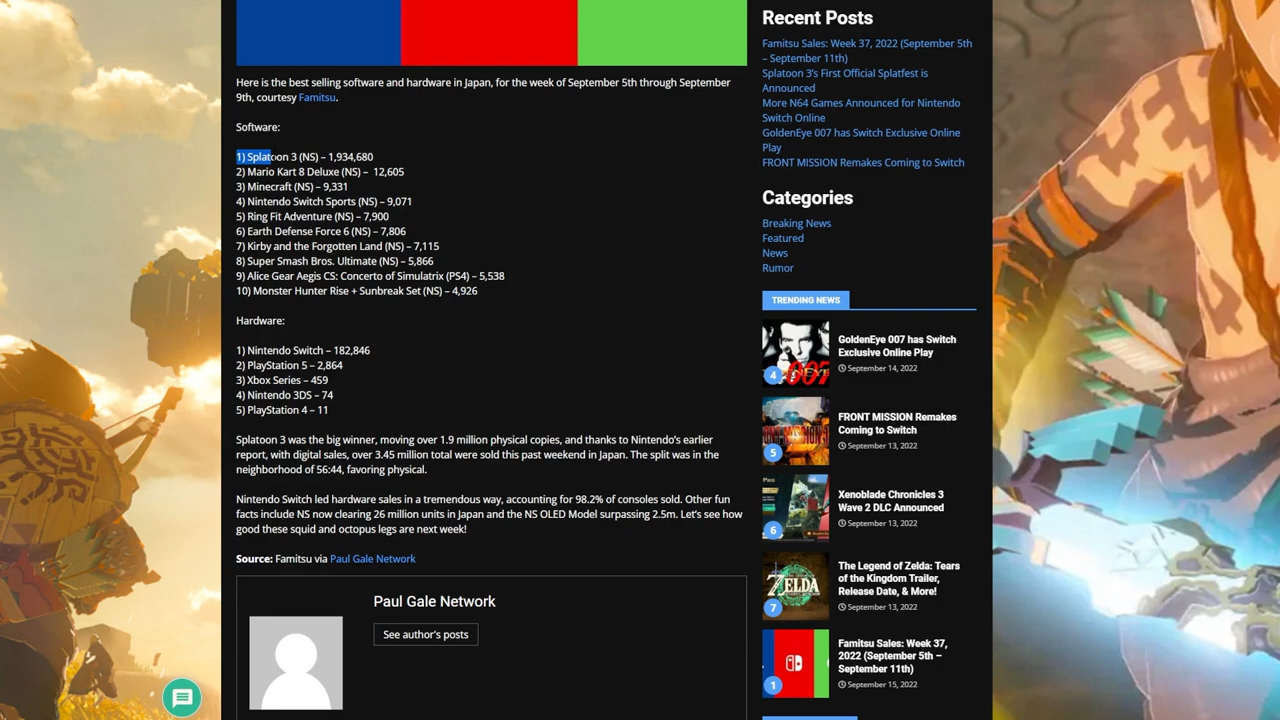 Here is the best selling software and hardware in Japan, for the week of September 5th through September
9th, courtesy Famitsu.
Software:
1) Splatoon 3 (NS) – 1,934,680
2) Mario Kart 8 Deluxe (NS) – 12,605
3) Minecraft (NS) – 9,331
4) Nintendo Switch Sports (NS) – 9,071
5) Ring Fit Adventure (NS) – 7,900
6) Earth Defense Force 6 (NS) – 7,806
7) Kirby and the Forgotten Land (NS) – 7,115
8) Super Smash Bros. Ultimate (NS) – 5,866
9) Alice Gear Aegis CS: Concerto of Simulatrix (PS4) – 5,538
10) Monster Hunter Rise + Sunbreak Set (NS) – 4,926
Hardware:
1) Nintendo Switch – 182,846
2) PlayStation 5 – 2,864
3) Xbox Series – 459
4) Nintendo 3DS – 74
5) PlayStation 4 – 11
Splatoon 3 was the big winner, moving over 1.9 million physical copies, and thanks to Nintendo's earlier
report, with digital sales, over 3.45 million total were sold this past weekend in Japan. The split was in the
neighborhood of 56:44, favoring physical.
Nintendo Switch led hardware sales in a tremendous way, accounting for 98.2% of consoles sold. Other fun
facts include NS now clearing 26 million units in Japan and the NS OLED Model surpassing 2.5m. Let's see how
good these squid and octopus legs are next week!
Source: Famitsu via Paul Gale Network
Paul Gale Network
See author's posts
Recent Posts
Famitsu Sales: Week 37, 2022 (September 5th
– September 11th)
Splatoon 3's First Official Splatfest is
Announced
More N64 Games Announced for Nintendo
Switch Online
GoldenEye 007 has Switch Exclusive Online
Play
FRONT MISSION Remakes Coming to Switch
Categories
Breaking News
Featured
News
Rumor
TRENDING NEWS
4
007
GoldenEye 007 has Switch
Exclusive Online Play
September 14, 2022
5
FRONT MISSION Remakes
Coming to Switch
September 13, 2022
Pass
6
Xenoblade Chronicles 3
Wave 2 DLC Announced
September 13, 2022
ZELDA
7
The Legend of Zelda: Tears
of the Kingdom Trailer,
Release Date, & More!
September 13, 2022
1
Famitsu Sales: Week 37,
2022 (September 5th –
September 11th)
September 15, 2022